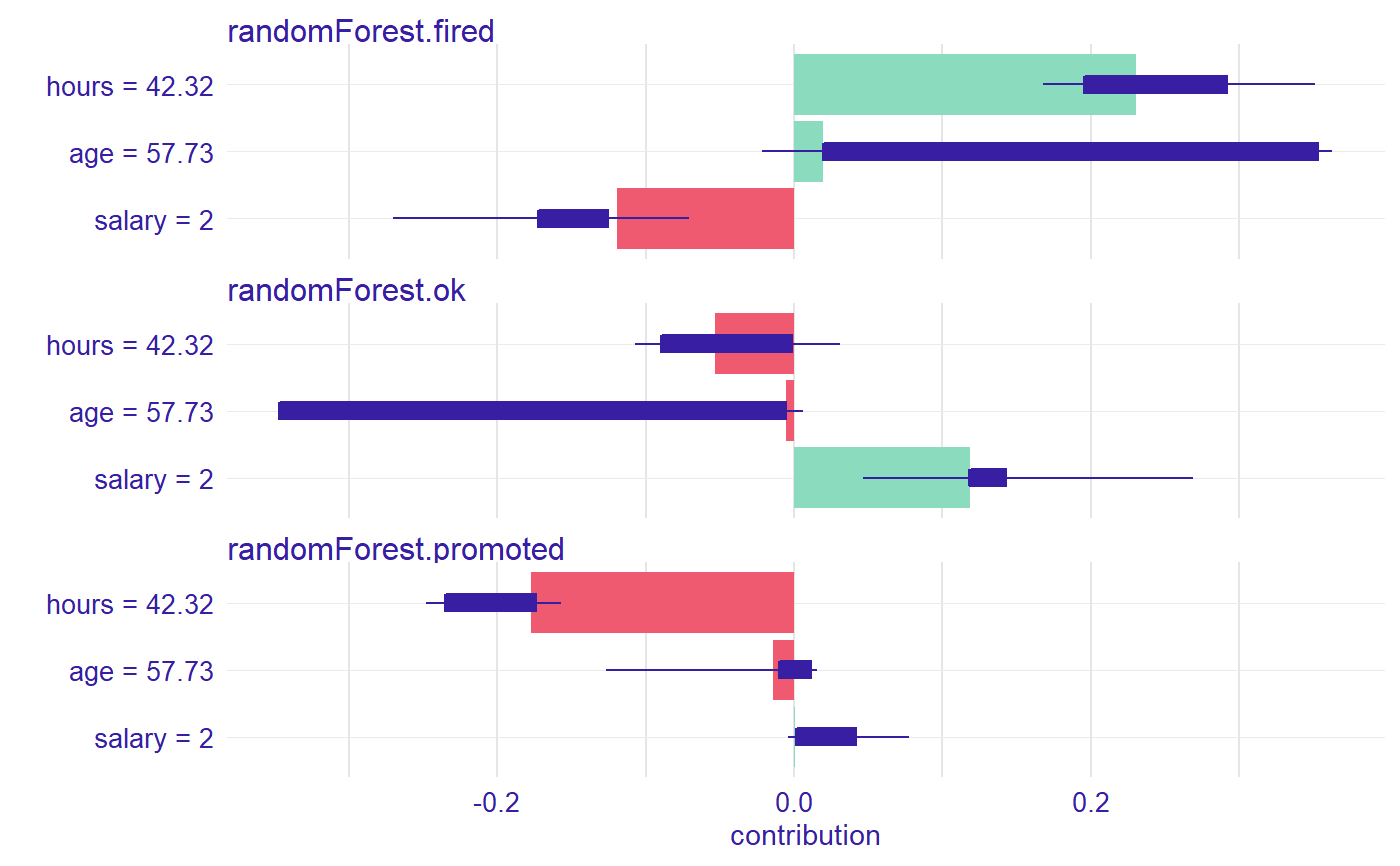 randomForest.fired
hours = 42.32
age = 57.73
salary = 2
randomForest.ok
hours = 42.32
age = 57.73
salary = 2
randomForest.promoted
hours = 42.32
age = 57.73
salary = 2
-0.2 0.0 0.2
contribution